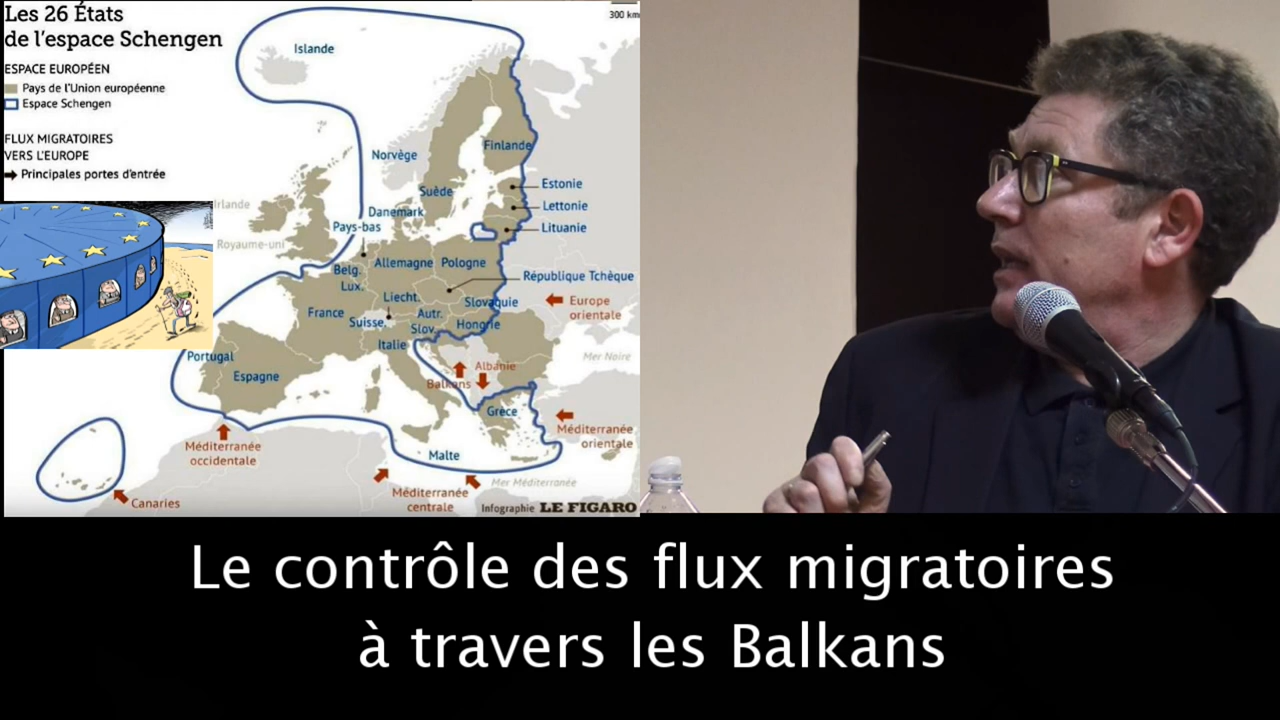 Les 26 États
de l'espace Schengen
300 km
ESPACE EUROPÉEN
Pays de l'Union européenne
Espace Schengen
FLUX MIGRATOIRES
VERS L'EUROPE
Principales portes d'entrée
Islande
Norvège
Finlande
Suède
Estonie
Lettonie
Lituanie
Danemark
Irlande
Royaume-uni
Pays-bas
Belg.
Lux.
Allemagne
Pologne
République Tchèque
Liecht.
Slovaquie
Europe
orientale
France
Suisse.
Autr.
Slov.
Hongrie
Italie
Mer Noire
Portugal
Espagne
Balkans
Albanie
Grèce
Méditerranée
orientale
Méditerranée
occidentale
Malte
Mer Méditerranée
Méditerranée
centrale
Canaries
Infographie LE FIGARO
Le contrôle des flux migratoires
à travers les Balkans